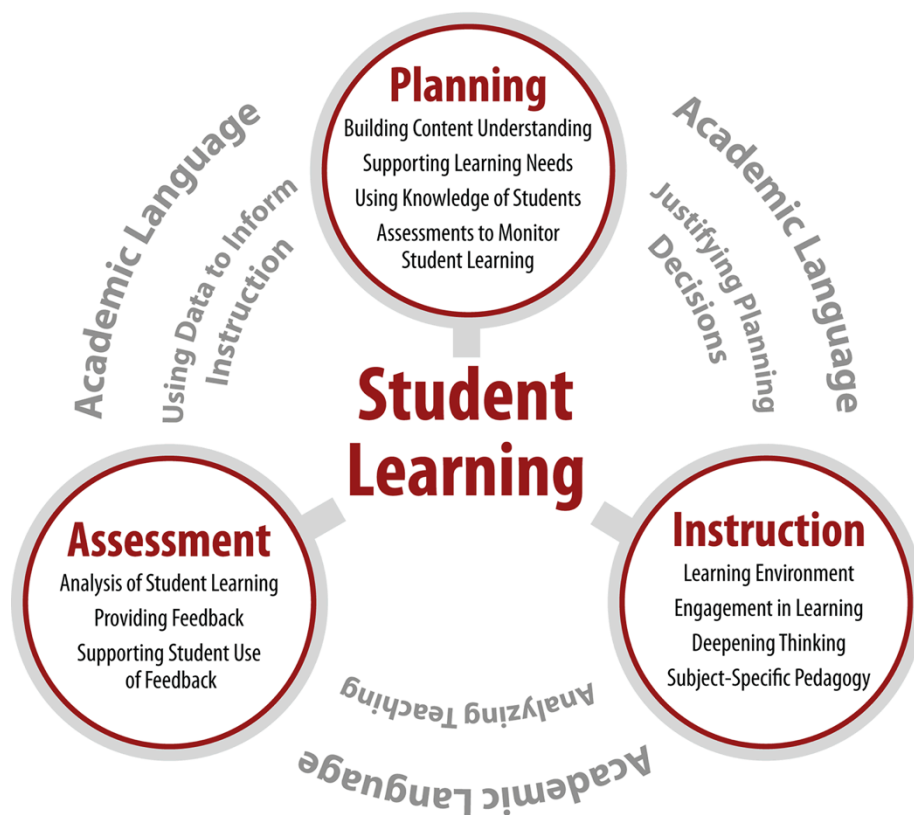 Planning
Building Content Understanding
Supporting Learning Needs
Using Knowledge of Students
Assessments to Monitor
Student Learning
Academic Language
Using Data to Inform
Instruction
Academic Language
Justifying Planning
Decisions
Student
Learning
Assessment
Analysis of Student Learning
Providing Feedback
Supporting Student Use
of Feedback
Instruction
Learning Environment
Engagement in Learning
Deepening Thinking
Subject-Specific Pedagogy
Analyzing Teaching
Academic Language